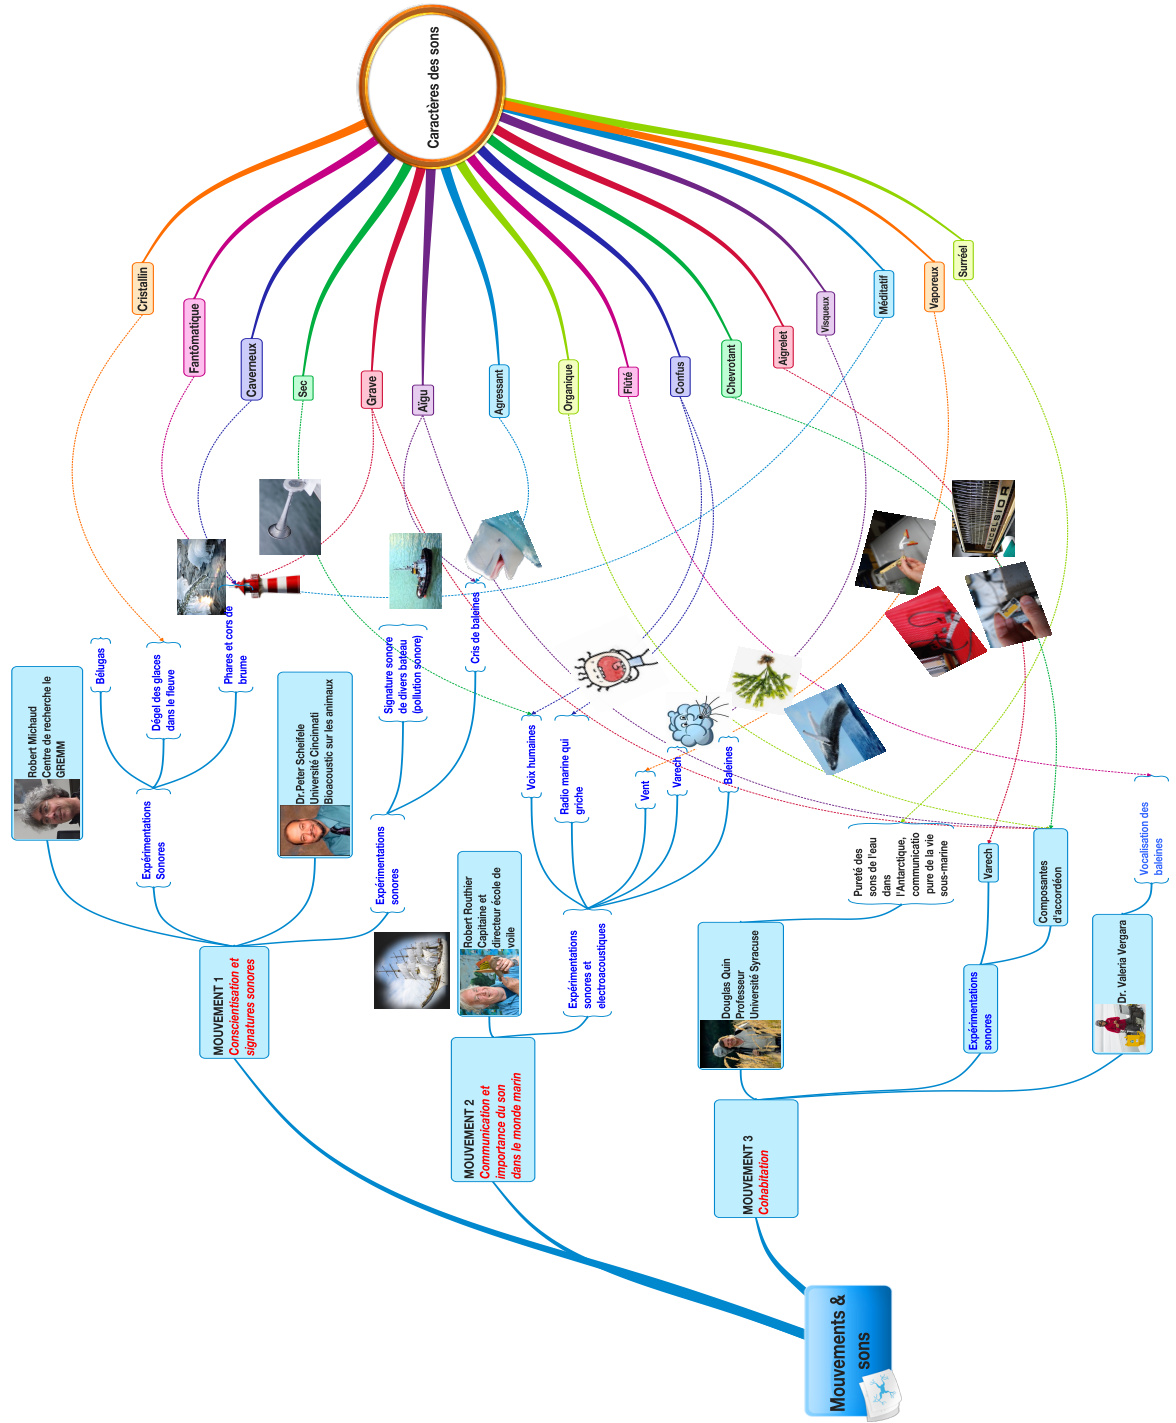 Mouvements &
sons
MOUVEMENT 1
Conscientisation et
signatures sonores
Robert Michaud
Centre de recherche le
GREMM
Expérimentations
Sonores
Bélugas
Dégel des glaces
dans le fleuve
Phares et cors de
brume
Dr.Peter Scheifele
Université Cincinnati
Bioacoustic sur les animaux
Expérimentations
sonores
Signature sonore
de divers batéau
(pollution sonore)
Cris de baleines
MOUVEMENT 2
Communication et
importance du son
dans le monde marin
Robert Routhier
Capitaine et
directeur école de
voile
Expérimentations
sonores et
electroacoustiques
Voix humaines
Radio marine qui
griche
Vent
Varech
Baleines
MOUVEMENT 3
Cohabitation
Douglas Quin
Professeur
Université Syracuse
Pureté des
sons de l'eau
dans
l'Antarctique,
communicatio
pure de la vie
sous-marine
Expérimentations
sonores
Varech
Composantes
d'accordéon
Dr. Valeria Vergara
Vocalisation des
baleines
Caractères des sons
Cristallin
Fantômatique
Caverneux
Sec
Grave
Aïgu
Agressant
Organique
Flûté
Confus
Chevrotant
Aigrelet
Visqueux
Méditatif
Vaporeux
Surréel
EXCELSIOR